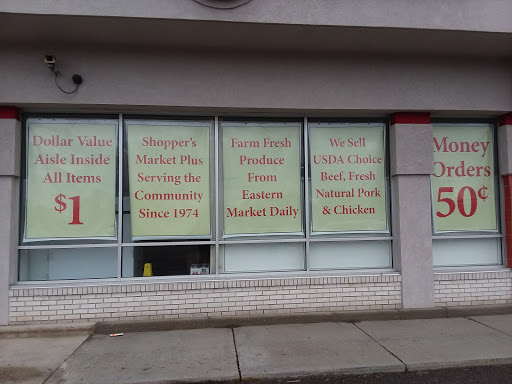 Dollar Value
Aisle Inside
All Items
$1
Shopper's
Market Plus
Serving the
Community
Since 1974
Farm Fresh
Produce
From
Eastern
Market Daily
We Sell
USDA Choice
Beef, Fresh
Natural Pork
& Chicken
Money
Orders
50¢